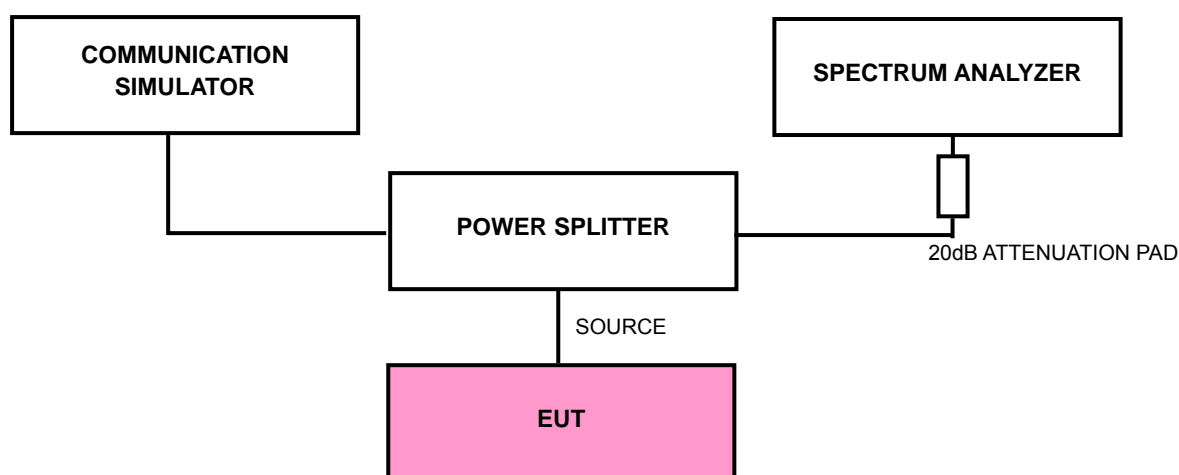 COMMUNICATION
SIMULATOR
SPECTRUM ANALYZER
POWER SPLITTER
20dB ATTENUATION PAD
SOURCE
EUT